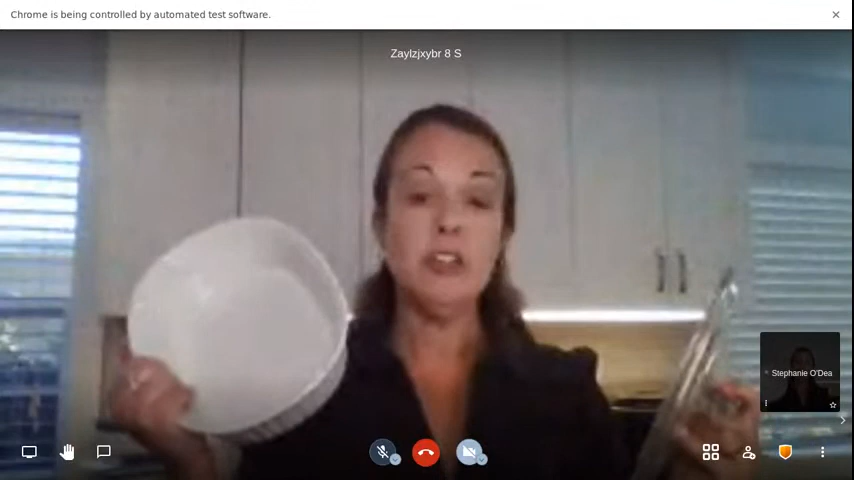 Chrome is being controlled by automated test software.
Zaylzjxybr 8 S
Stephanie O'Dea